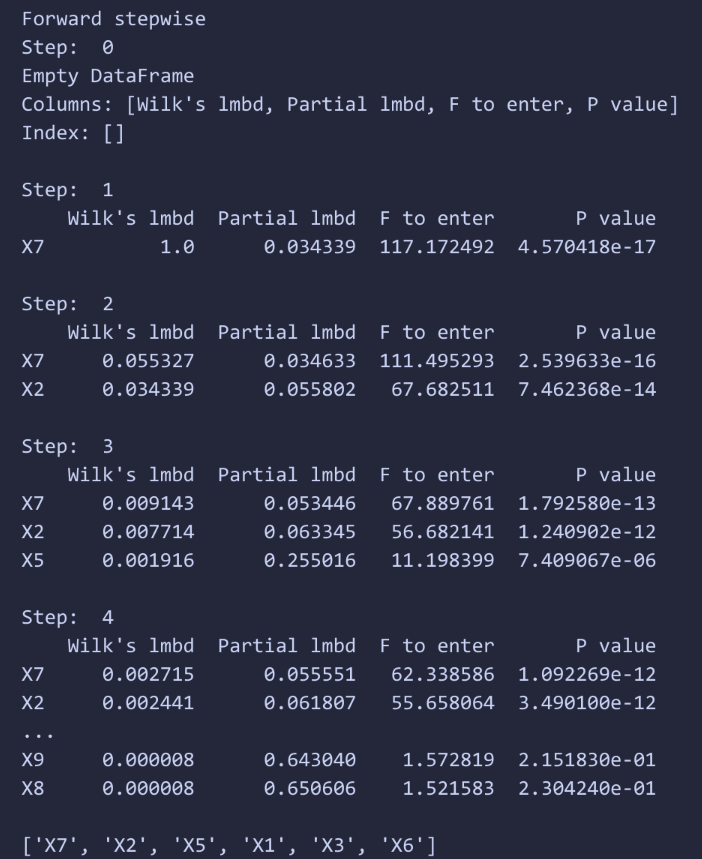 Forward stepwise
Step:  0
Empty DataFrame
Columns: [Wilk's lmbd, Partial lmbd, F to enter, P value]
Index: []

Step:  1
    Wilk's lmbd  Partial lmbd  F to enter       P value
X7          1.0      0.034339  117.172492  4.570418e-17

Step:  2
    Wilk's lmbd  Partial lmbd  F to enter       P value
X7     0.055327      0.034633  111.495293  2.539633e-16
X2     0.034339      0.055802   67.682511  7.462368e-14

Step:  3
    Wilk's lmbd  Partial lmbd  F to enter       P value
X7     0.009143      0.053446   67.889761  1.792580e-13
X2     0.007714      0.063345   56.682141  1.240902e-12
X5     0.001916      0.255016   11.198399  7.409067e-06

Step:  4
    Wilk's lmbd  Partial lmbd  F to enter       P value
X7     0.002715      0.055551   62.338586  1.092269e-12
X2     0.002441      0.061807   55.658064  3.490100e-12
...
X9     0.000008      0.643040    1.572819  2.151830e-01
X8     0.000008      0.650606    1.521583  2.304240e-01

['X7', 'X2', 'X5', 'X1', 'X3', 'X6']